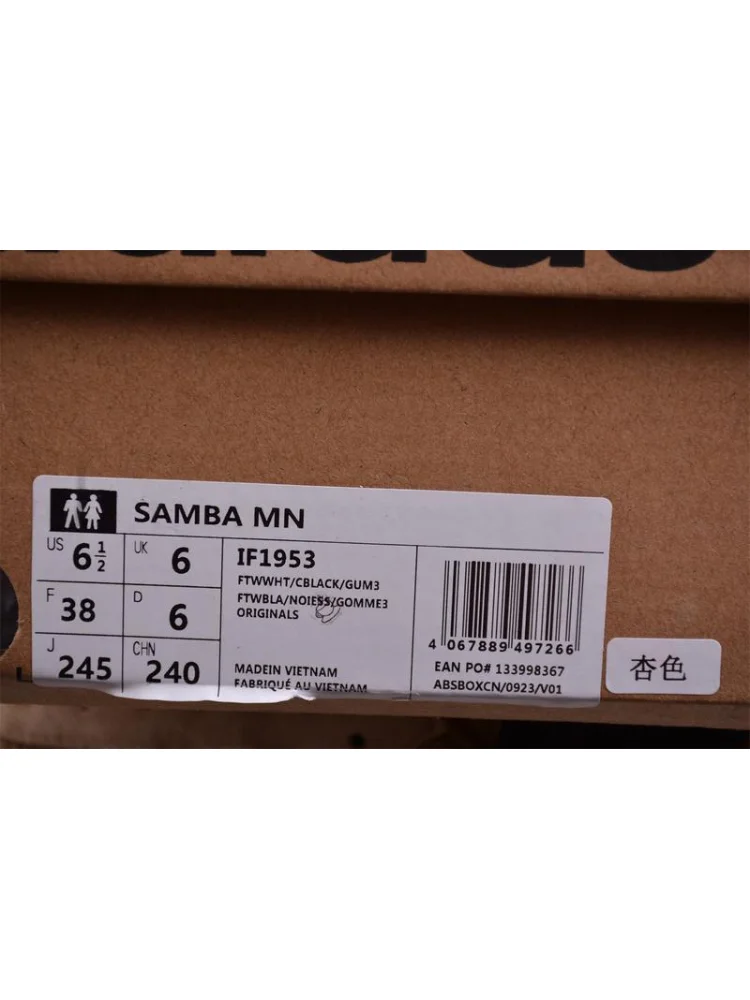 SAMBA MN
US 6 1/2 UK 6
F 38 D 6
J 245 CHN 240
IF1953
FTWWHT/CBLACK/GUM3
FTWBLA/NOIESS/GOMME3
ORIGINALS
MADEIN VIETNAM
FABRIQUÉ AU VIETNAM
4 067889 497266
EAN PO# 133998367
ABSBOXCN/0923/V01
杏色